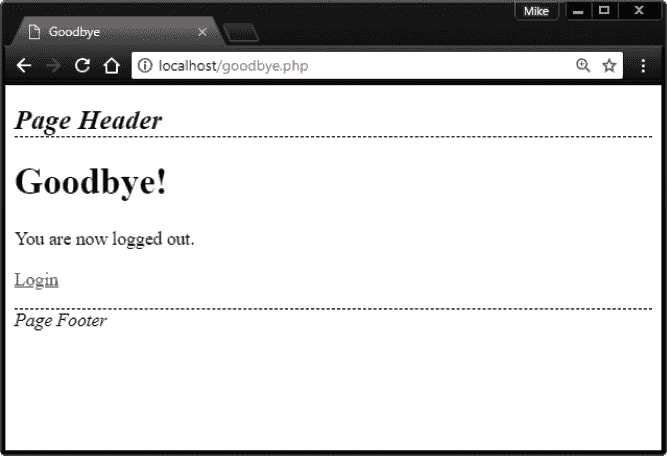 Mike
Goodbye
localhost/goodbye.php
Page Header
Goodbye!
You are now logged out.
Login
Page Footer